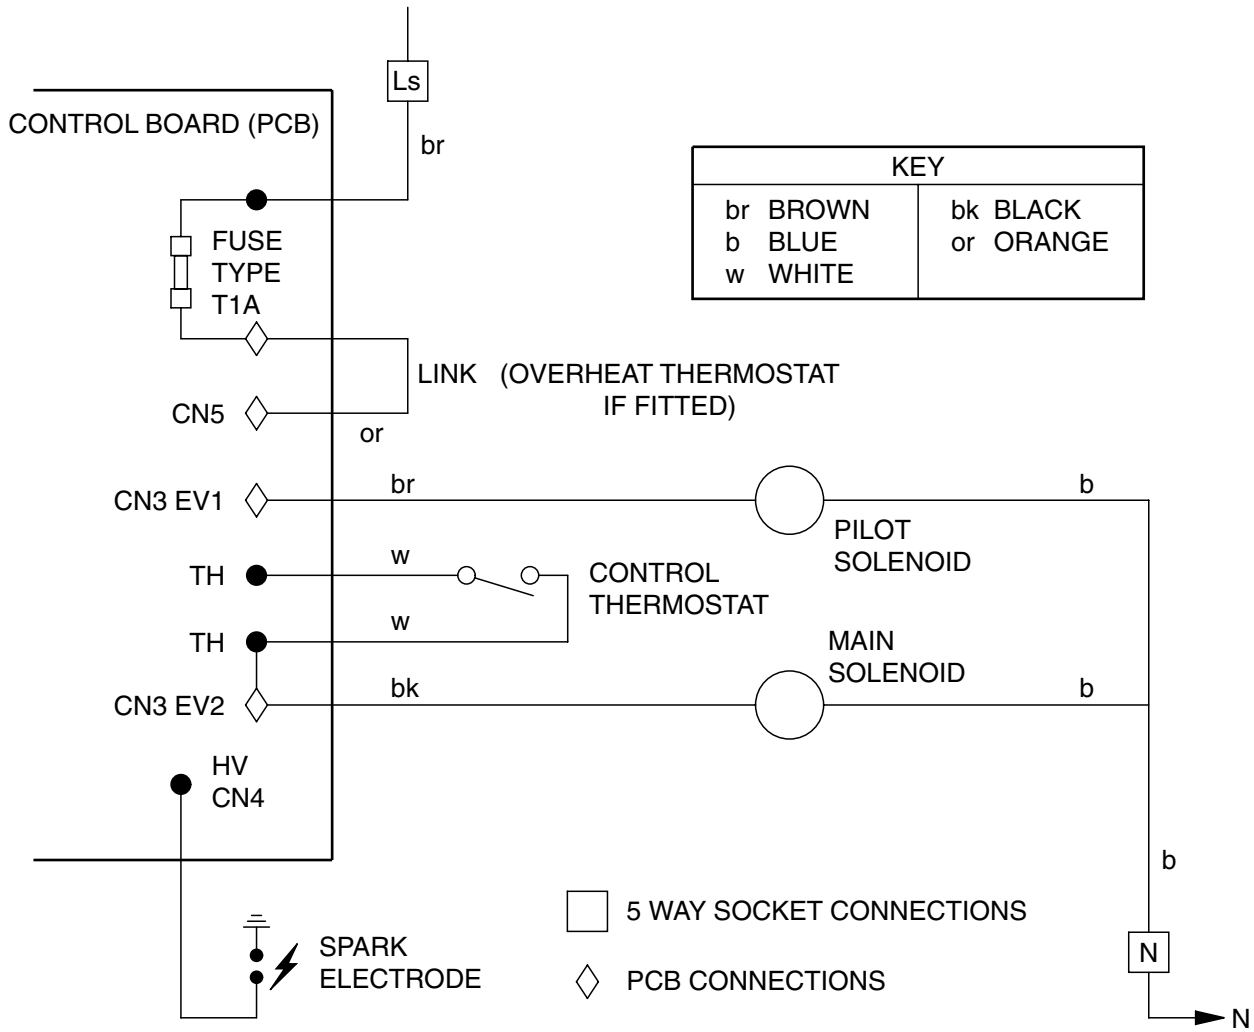 Ls
CONTROL BOARD (PCB)
br
KEY
br BROWN
b BLUE
w WHITE
bk BLACK
or ORANGE
FUSE
TYPE
T1A
LINK (OVERHEAT THERMOSTAT
IF FITTED)
CN5
or
CN3 EV1
br
b
PILOT
SOLENOID
TH
w
CONTROL
THERMOSTAT
TH
w
MAIN
SOLENOID
CN3 EV2
bk
b
HV
CN4
b
5 WAY SOCKET CONNECTIONS
SPARK
ELECTRODE
N
PCB CONNECTIONS
N